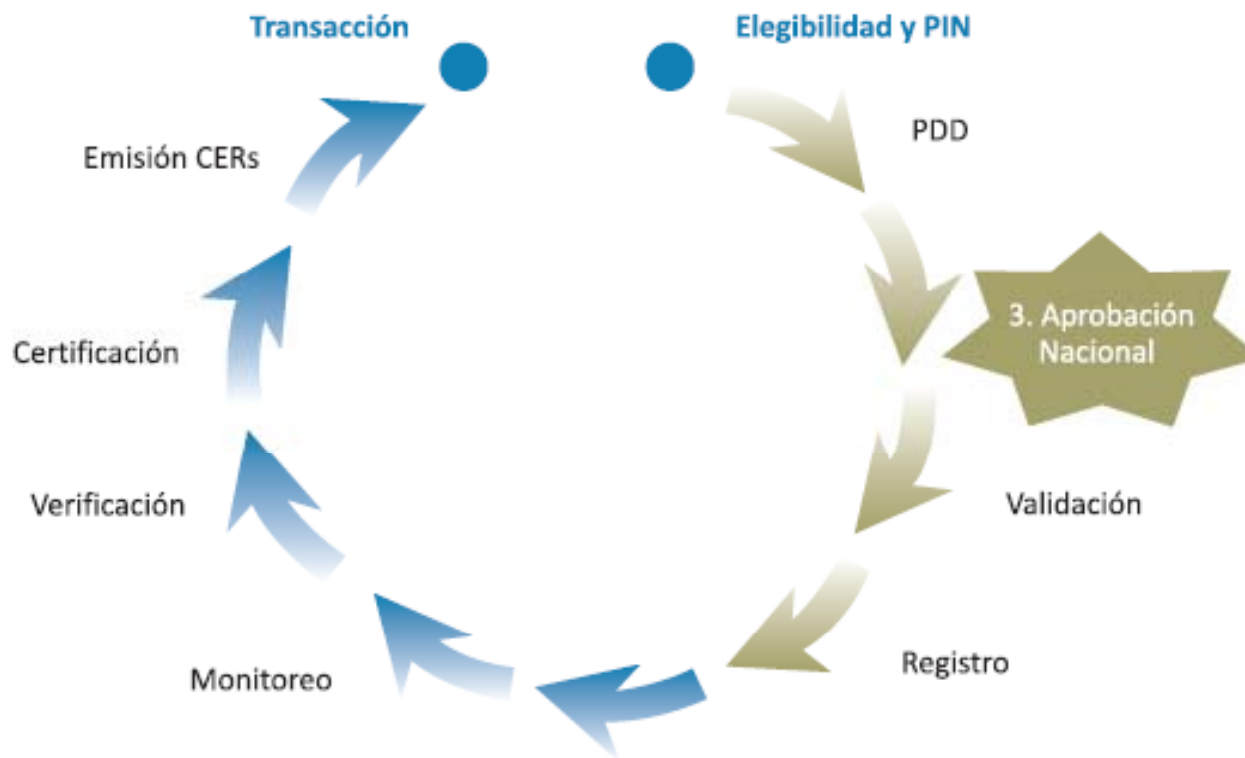 Transacción
Elegibilidad y PIN
PDD
Emisión CERs
3. Aprobación
Nacional
Certificación
Verificación
Validación
Registro
Monitoreo